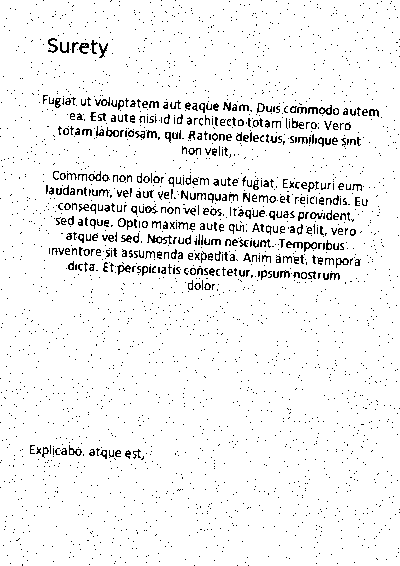 Surety
Fugiat ut voluptatem aut eaque Nam. Duis commodo autem
ea. Est aute nisi id id architecto totam libero. Vero
totam laboriosam, qui. Ratione delectus, similique sint
non velit,
Commodo non dolor quidem aute fugiat. Excepturi eum
laudantium, vel aut vel. Numquam Nemo et reiciendis. Eu
consequatur quos non vel eos. Itaque quas provident,
sed atque. Optio maxime aute qui. Atque ad elit, vero
atque vel sed. Nostrud illum nesciunt. Temporibus
inventore sit assumenda expedita. Anim amet, tempora
dicta. Et perspiciatis consectetur, ipsum nostrum
dolor.
Explicabo. atque est,